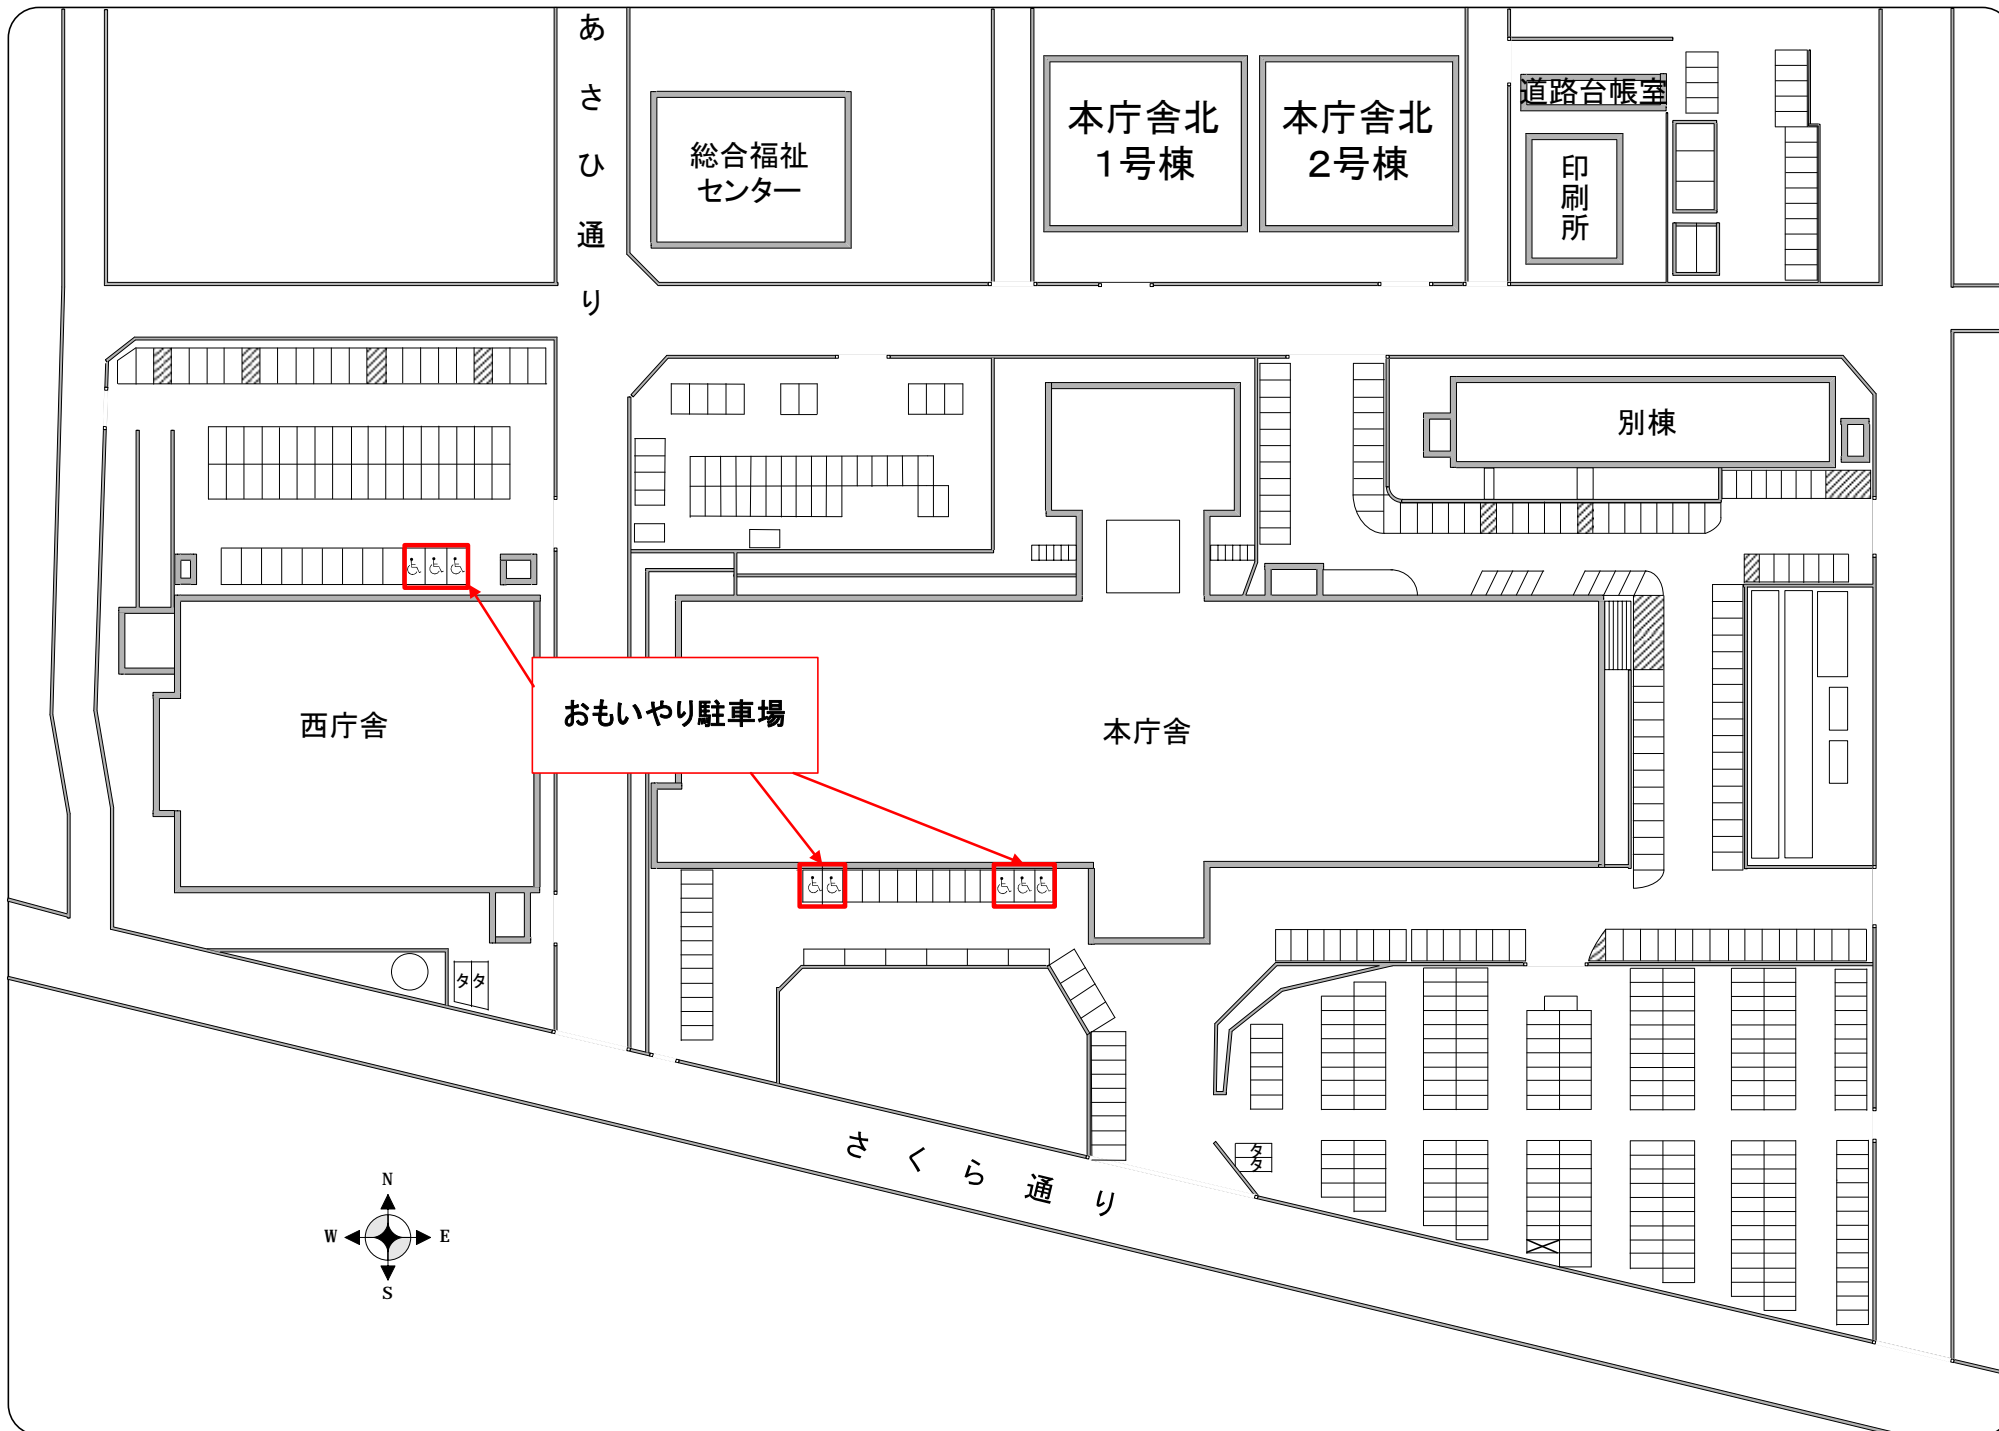 あさひ通り
総合福祉
センター
本庁舎北
1号棟
本庁舎北
2号棟
道路台帳室
印刷所
別棟
西庁舎
おもいやり駐車場
本庁舎
タタ
タタ
さくら通り
N
W E
S